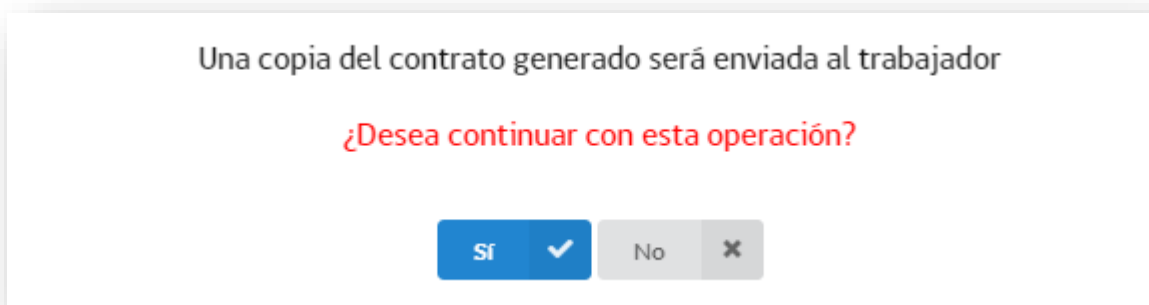 Una copia del contrato generado será enviada al trabajador
¿Desea continuar con esta operación?
Sí No